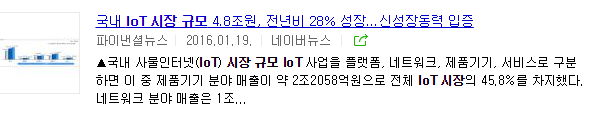 국내 IoT 시장 규모 4.8조원, 전년비 28% 성장...신성장동력 입증
파이낸셜뉴스 2016.01.19. 네이버뉴스
▲국내 사물인터넷(IoT) 시장 규모 IoT 사업을 플랫폼, 네트워크, 제품기기, 서비스로 구분
하면 이 중 제품기기 분야 매출이 약 2조2058억원으로 전체 IoT 시장의 45.8%를 차지했다.
네트워크 분야 매출은 1조...